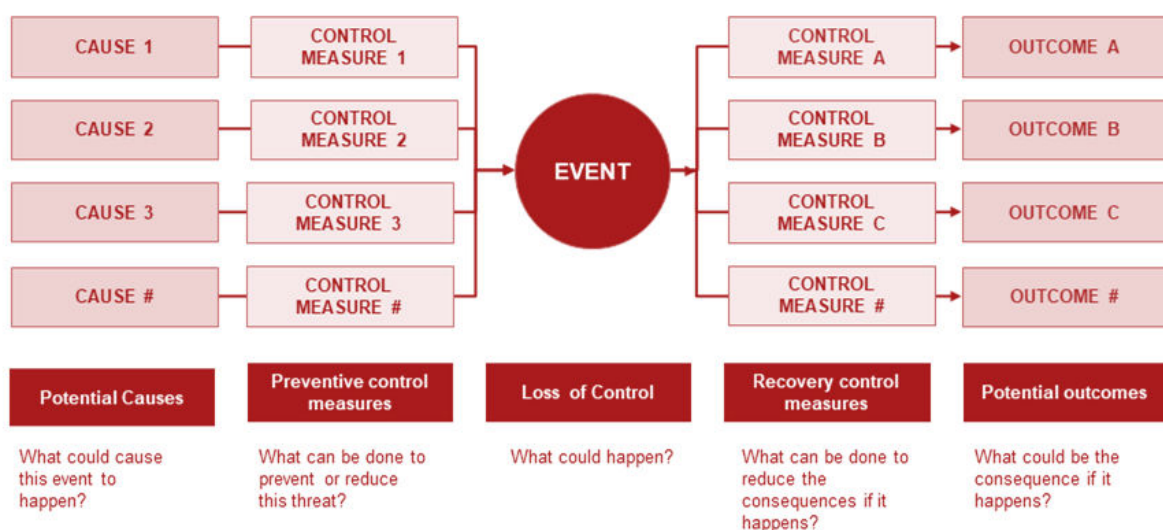 CAUSE 1
CONTROL
MEASURE 1
CONTROL
MEASURE A
OUTCOME A
CAUSE 2
CONTROL
MEASURE 2
CONTROL
MEASURE B
OUTCOME B
EVENT
CAUSE 3
CONTROL
MEASURE 3
CONTROL
MEASURE C
OUTCOME C
CAUSE #
CONTROL
MEASURE #
CONTROL
MEASURE #
OUTCOME #
Potential Causes
Preventive control
measures
Loss of Control
Recovery control
measures
Potential outcomes
What could cause
this event to
happen?
What can be done to
prevent or reduce
this threat?
What could happen?
What can be done to
reduce the
consequences if it
happens?
What could be the
consequence if it
happens?